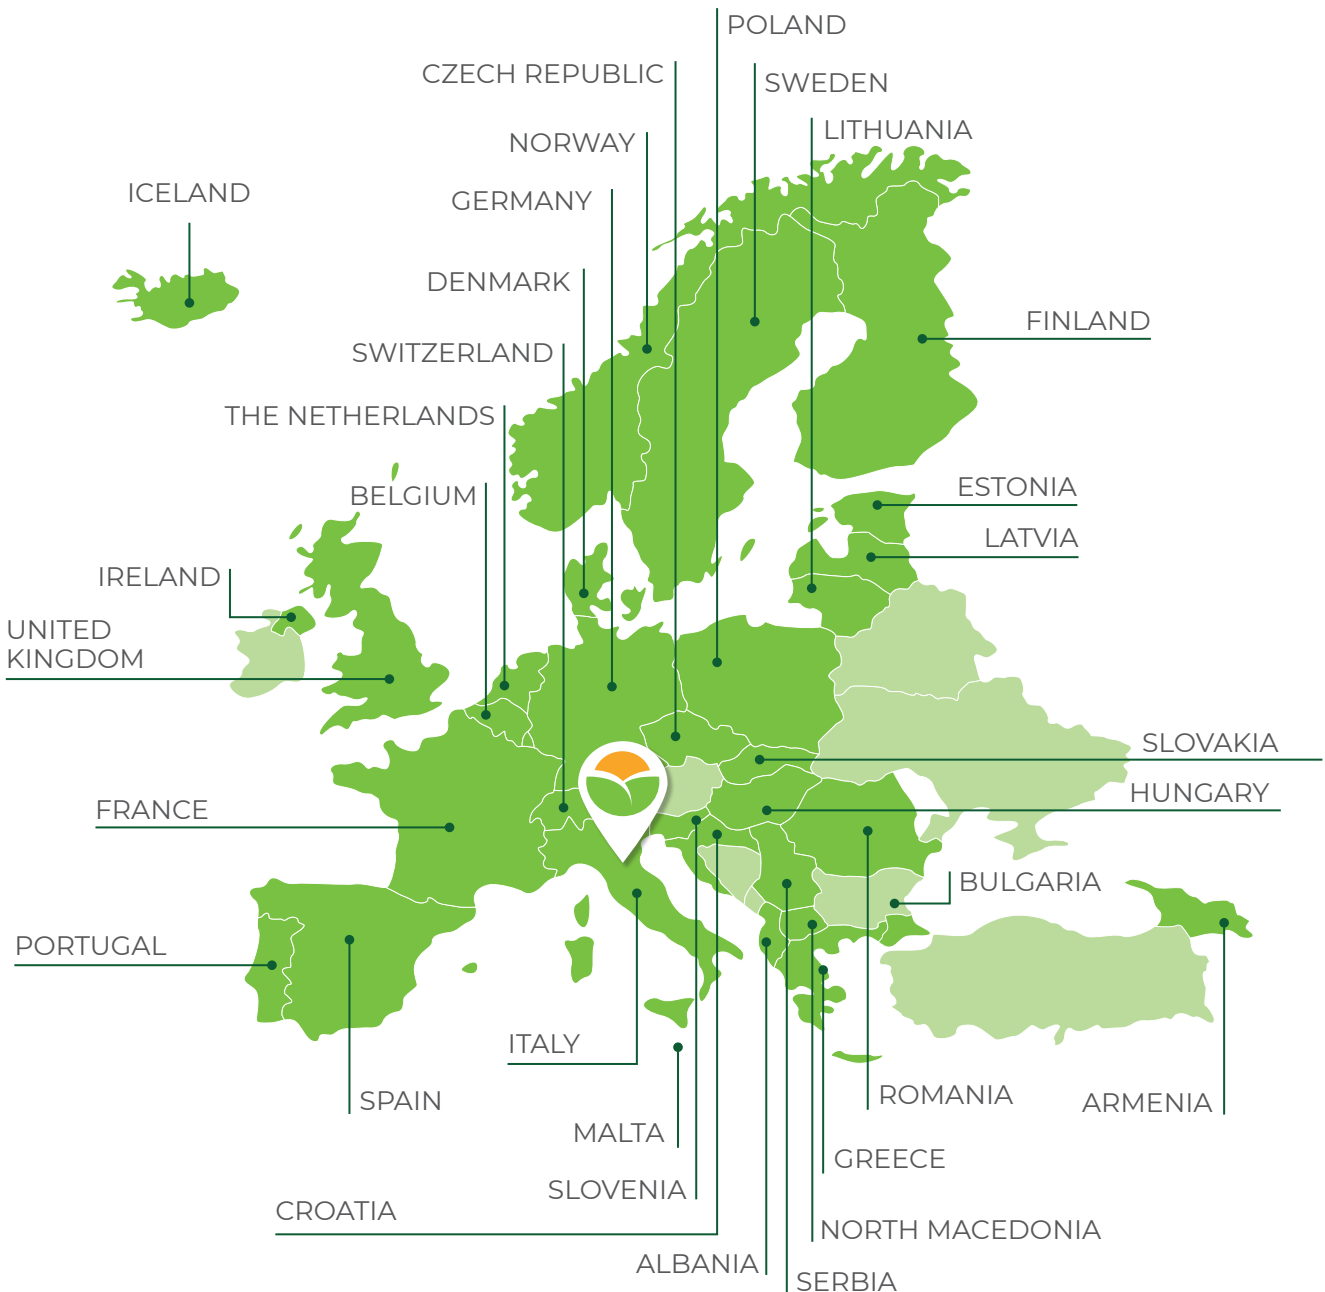 POLAND
CZECH REPUBLIC
SWEDEN
LITHUANIA
NORWAY
ICELAND
GERMANY
DENMARK
FINLAND
SWITZERLAND
THE NETHERLANDS
BELGIUM
ESTONIA
LATVIA
IRELAND
UNITED
KINGDOM
SLOVAKIA
HUNGARY
FRANCE
BULGARIA
PORTUGAL
ITALY
SPAIN
ROMANIA
ARMENIA
MALTA
GREECE
SLOVENIA
CROATIA
NORTH MACEDONIA
ALBANIA
SERBIA